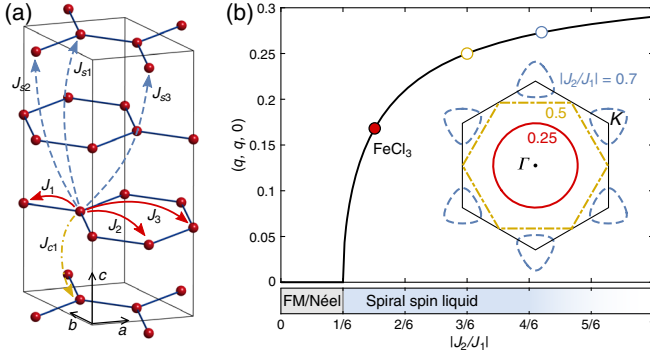 (a)
J_s2
J_s1
J_s3
J_1
J_3
J_2
J_c1
c
b
a
(b)
0.3
0.25
0.2
0.15
0.1
0.05
0
(q, q, 0)
FeCl_3
|J_2/J_1| = 0.7
K
0.5
0.25
Γ
FM/Néel Spiral spin liquid
0 1/6 2/6 3/6 4/6 5/6
|J_2/J_1|